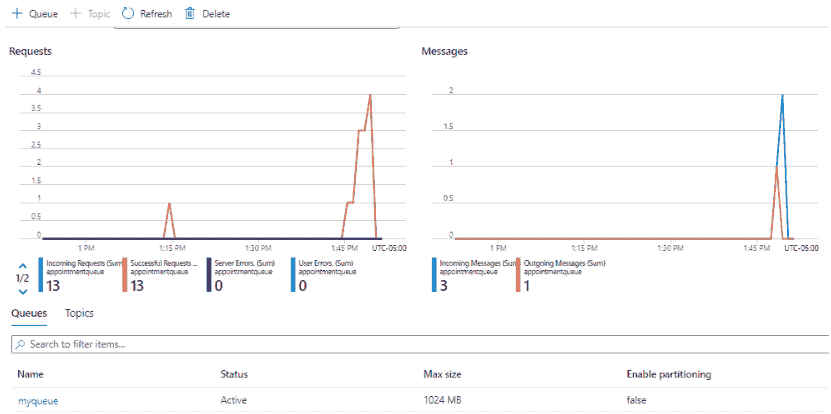 Queue Topic Refresh Delete
Requests
4.5
4
3.5
3
2.5
2
1.5
1
0.5
0
1 PM 1:15 PM 1:30 PM 1:45 PM UTC-05:00
Incoming Requests (Sum)
appointmentqueue
13
Successful Requests ...
appointmentqueue
13
Server Errors. (Sum)
appointmentqueue
0
User Errors. (Sum)
appointmentqueue
0
1/2
Messages
2
1.5
1
0.5
0
1 PM 1:15 PM 1:30 PM 1:45 PM UTC-05:00
Incoming Messages (Sum)
appointmentqueue
3
Outgoing Messages (Sum)
appointmentqueue
1
Queues Topics
Search to filter items...
Name Status Max size Enable partitioning
myqueue Active 1024 MB false